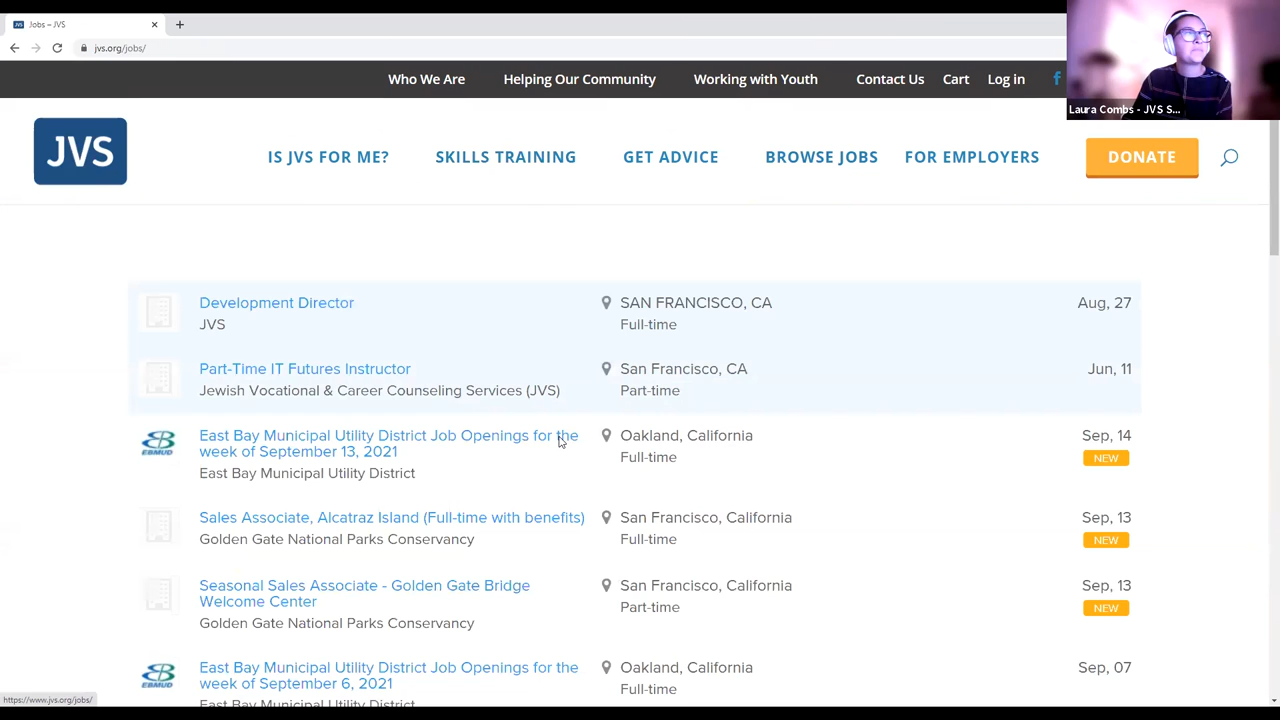 Jobs – JVS
jvs.org/jobs/
Who We Are
Helping Our Community
Working with Youth
Contact Us
Cart
Log in
Laura Combs - JVS S...
JVS
IS JVS FOR ME?
SKILLS TRAINING
GET ADVICE
BROWSE JOBS
FOR EMPLOYERS
DONATE
Development Director
JVS
SAN FRANCISCO, CA
Full-time
Aug, 27
Part-Time IT Futures Instructor
Jewish Vocational & Career Counseling Services (JVS)
San Francisco, CA
Part-time
Jun, 11
EBMUD
East Bay Municipal Utility District Job Openings for the
week of September 13, 2021
East Bay Municipal Utility District
Oakland, California
Full-time
Sep, 14
NEW
Sales Associate, Alcatraz Island (Full-time with benefits)
Golden Gate National Parks Conservancy
San Francisco, California
Full-time
Sep, 13
NEW
Seasonal Sales Associate - Golden Gate Bridge
Welcome Center
Golden Gate National Parks Conservancy
San Francisco, California
Part-time
Sep, 13
NEW
EBMUD
East Bay Municipal Utility District Job Openings for the
week of September 6, 2021
East Bay Municipal Utility District
Oakland, California
Full-time
Sep, 07
https://www.jvs.org/jobs/